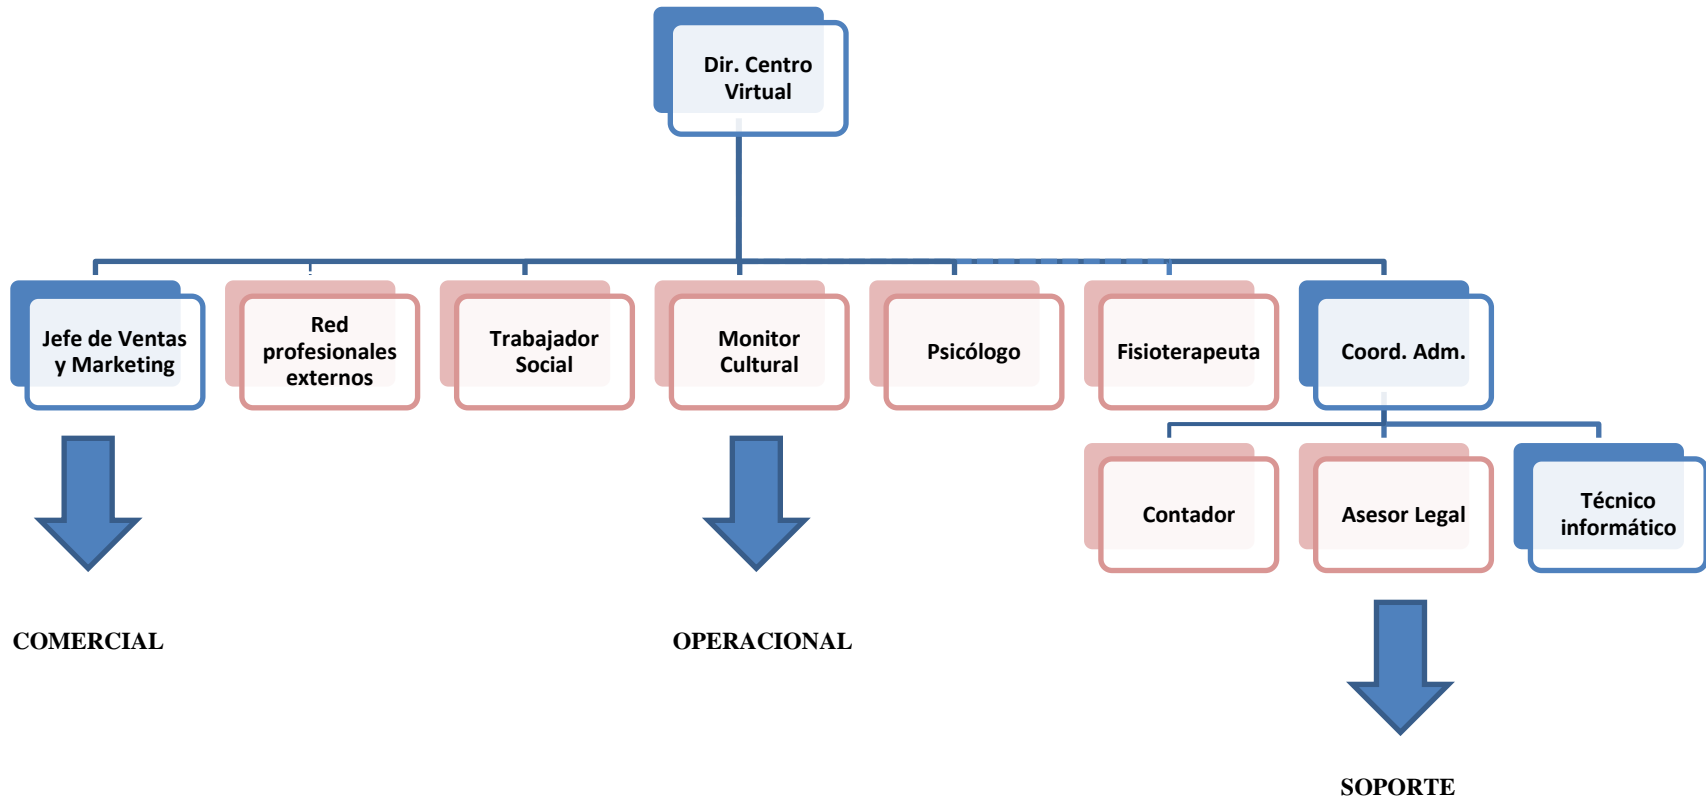 Dir. Centro
Virtual
Jefe de Ventas
y Marketing
Red
profesionales
externos
Trabajador
Social
Monitor
Cultural
Psicólogo
Fisioterapeuta
Coord. Adm.
Contador
Asesor Legal
Técnico
informático
COMERCIAL
OPERACIONAL
SOPORTE